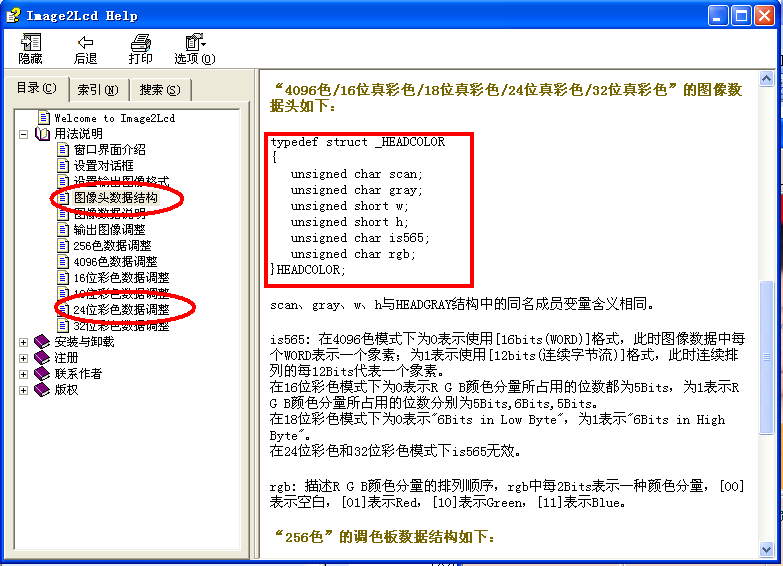 Image2Lcd Help
隐藏 后退 打印 选项(O)
目录(C) 索引(N) 搜索(S)
Welcome to Image2Lcd
用法说明
窗口界面介绍
设置对话框
设置输出图像格式
图像头数据结构
图像数据说明
输出图像调整
256色数据调整
4096色数据调整
16位彩色数据调整
18位彩色数据调整
24位彩色数据调整
32位彩色数据调整
安装与卸载
注册
联系作者
版权
“4096色/16位真彩色/18位真彩色/24位真彩色/32位真彩色”的图像数
据头如下：
typedef struct _HEADCOLOR
{
unsigned char scan;
unsigned char gray;
unsigned short w;
unsigned short h;
unsigned char is565;
unsigned char rgb;
}HEADCOLOR;
scan、gray、w、h与HEADGRAY结构中的同名成员变量含义相同。
is565: 在4096色模式下为0表示使用[16bits(WORD)]格式，此时图像数据中每
个WORD表示一个象素；为1表示使用[12bits(连续字节流)]格式，此时连续排
列的每12Bits代表一个象素。
在16位彩色模式下为0表示R G B颜色分量所占用的位数都为5Bits，为1表示R
G B颜色分量所占用的位数分别为5Bits,6Bits,5Bits。
在18位彩色模式下为0表示"6Bits in Low Byte"，为1表示"6Bits in High
Byte"。
在24位彩色和32位彩色模式下is565无效。
rgb: 描述R G B颜色分量的排列顺序，rgb中每2Bits表示一种颜色分量，[00]
表示空白，[01]表示Red，[10]表示Green，[11]表示Blue。
“256色”的调色板数据结构如下：